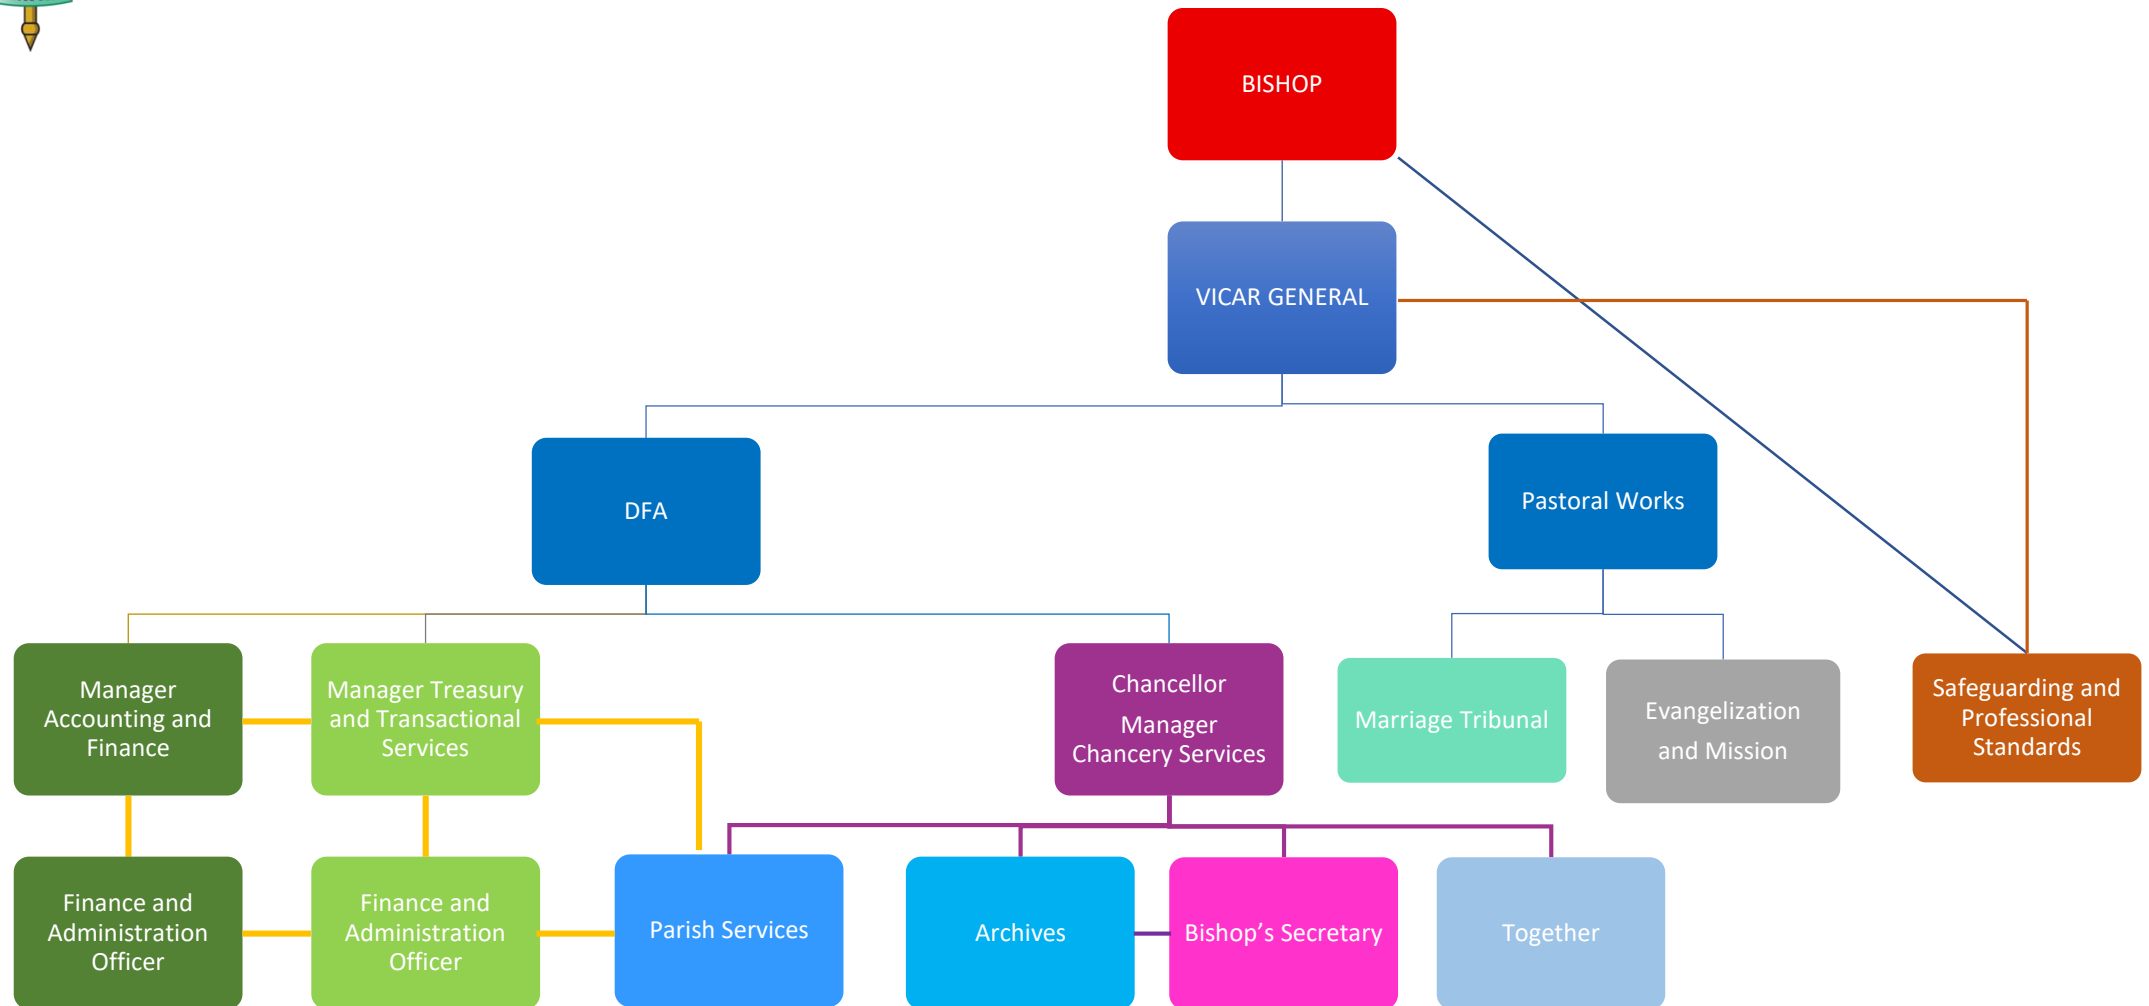 BISHOP
VICAR GENERAL
DFA
Pastoral Works
Manager
Accounting and
Finance
Manager Treasury
and Transactional
Services
Chancellor
Manager
Chancery Services
Marriage Tribunal
Evangelization
and Mission
Safeguarding and
Professional
Standards
Finance and
Administration
Officer
Finance and
Administration
Officer
Parish Services
Archives
Bishop’s Secretary
Together